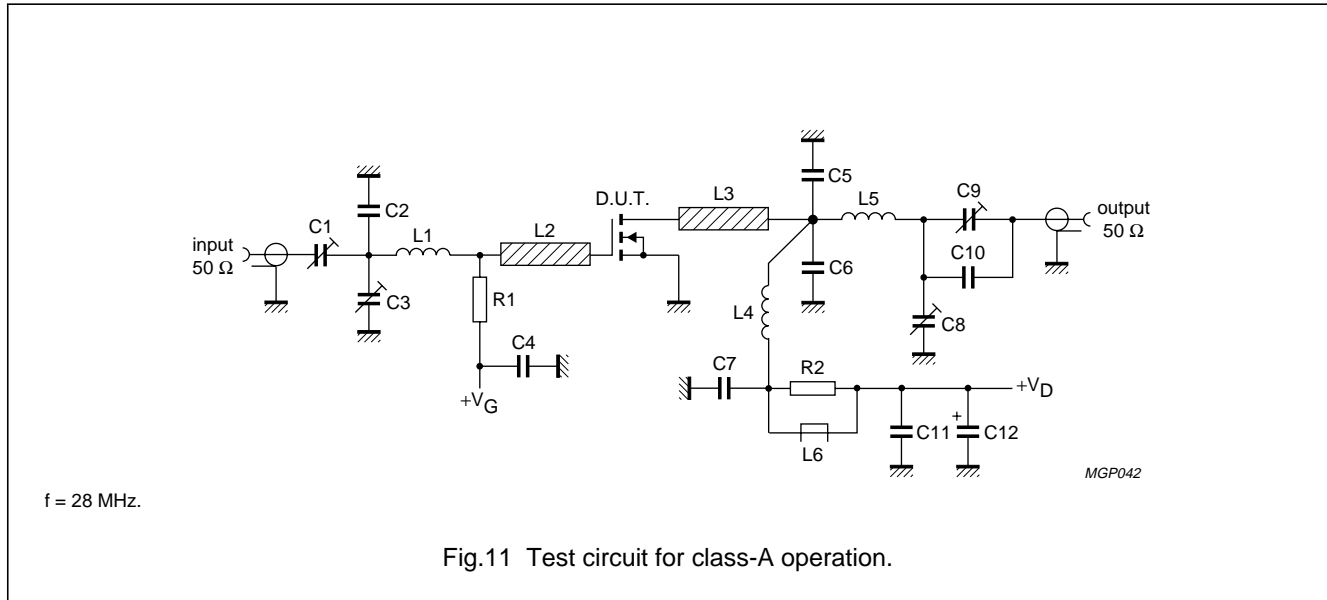 C5
L3
D.U.T.
L5
C9
output
50 Ω
C2
C1
L1
L2
input
50 Ω
C10
C6
C3
R1
L4
C8
C4
C7
R2
+VD
+VG
+
C11
C12
L6
MGP042
f = 28 MHz.
Fig.11 Test circuit for class-A operation.